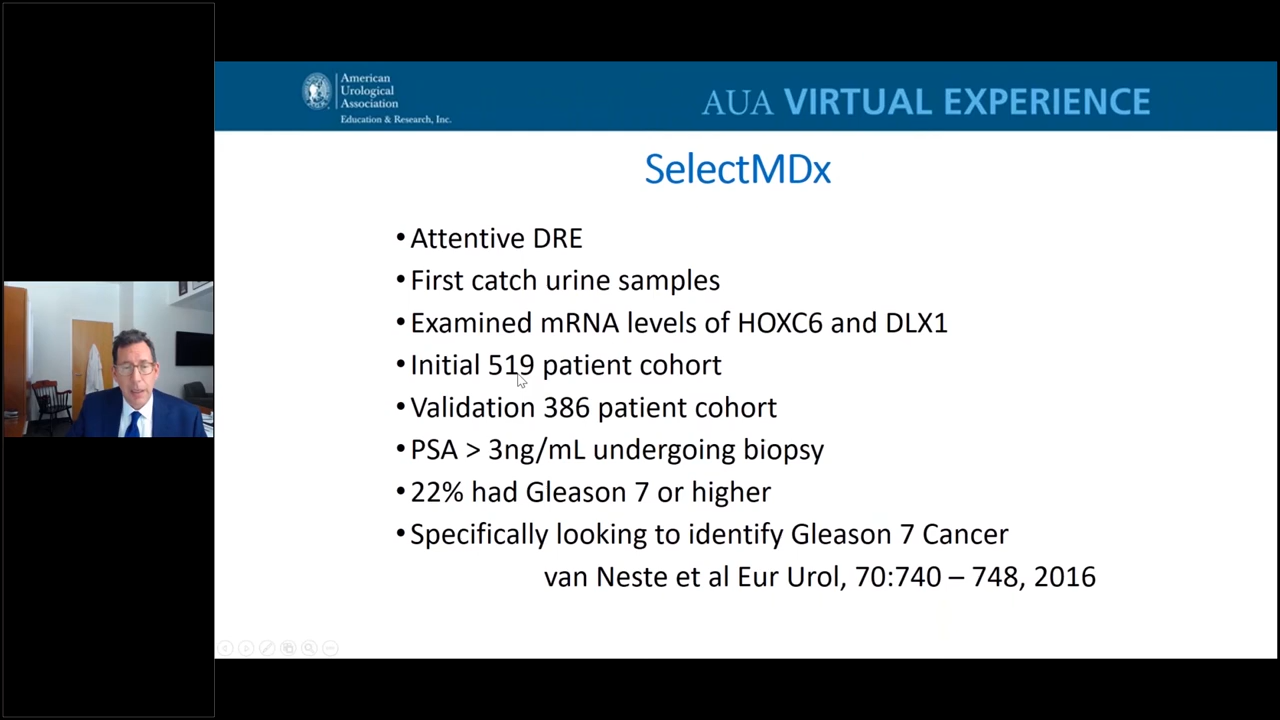 American
Urological
Association
Education & Research, Inc.
AUA VIRTUAL EXPERIENCE
SelectMDx
• Attentive DRE
• First catch urine samples
• Examined mRNA levels of HOXC6 and DLX1
• Initial 519 patient cohort
• Validation 386 patient cohort
• PSA > 3ng/mL undergoing biopsy
• 22% had Gleason 7 or higher
• Specifically looking to identify Gleason 7 Cancer
van Neste et al Eur Urol, 70:740 – 748, 2016